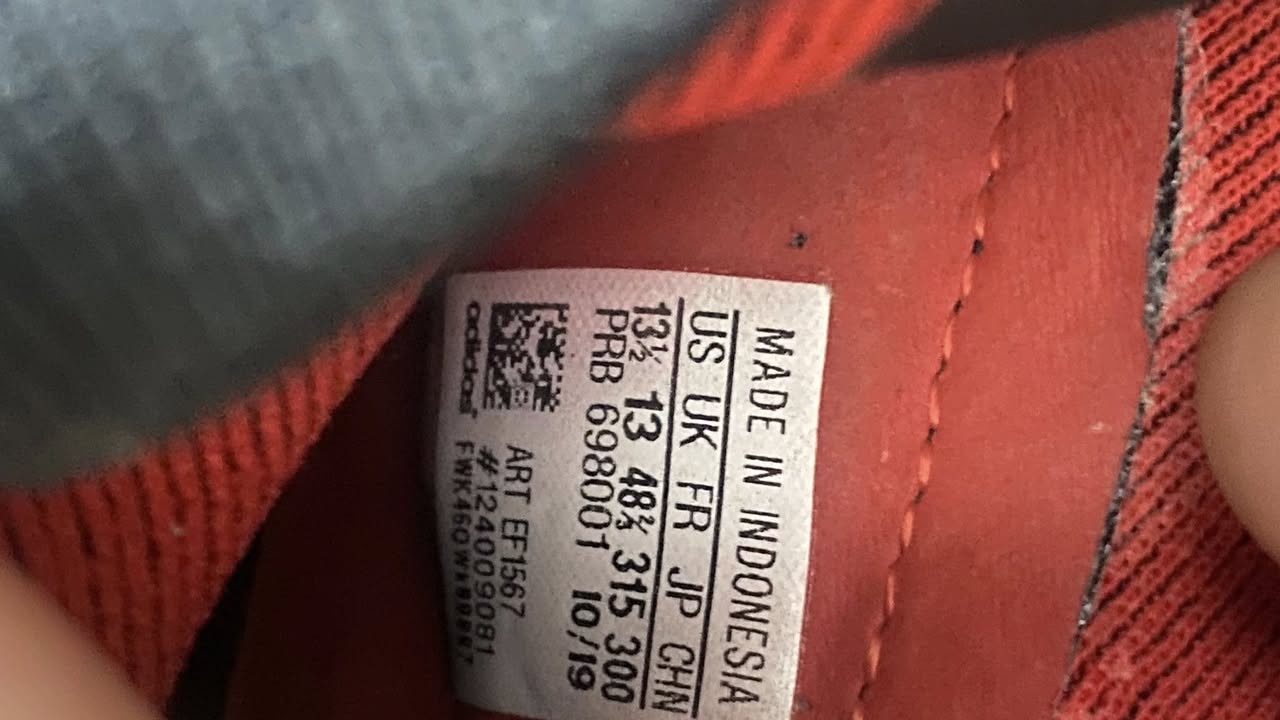 MADE IN INDONESIA
US UK FR JP CHN
13½ 13 48⅔ 315 300
PRB 698001 10/19
ART EF1567
#124009081
adidas